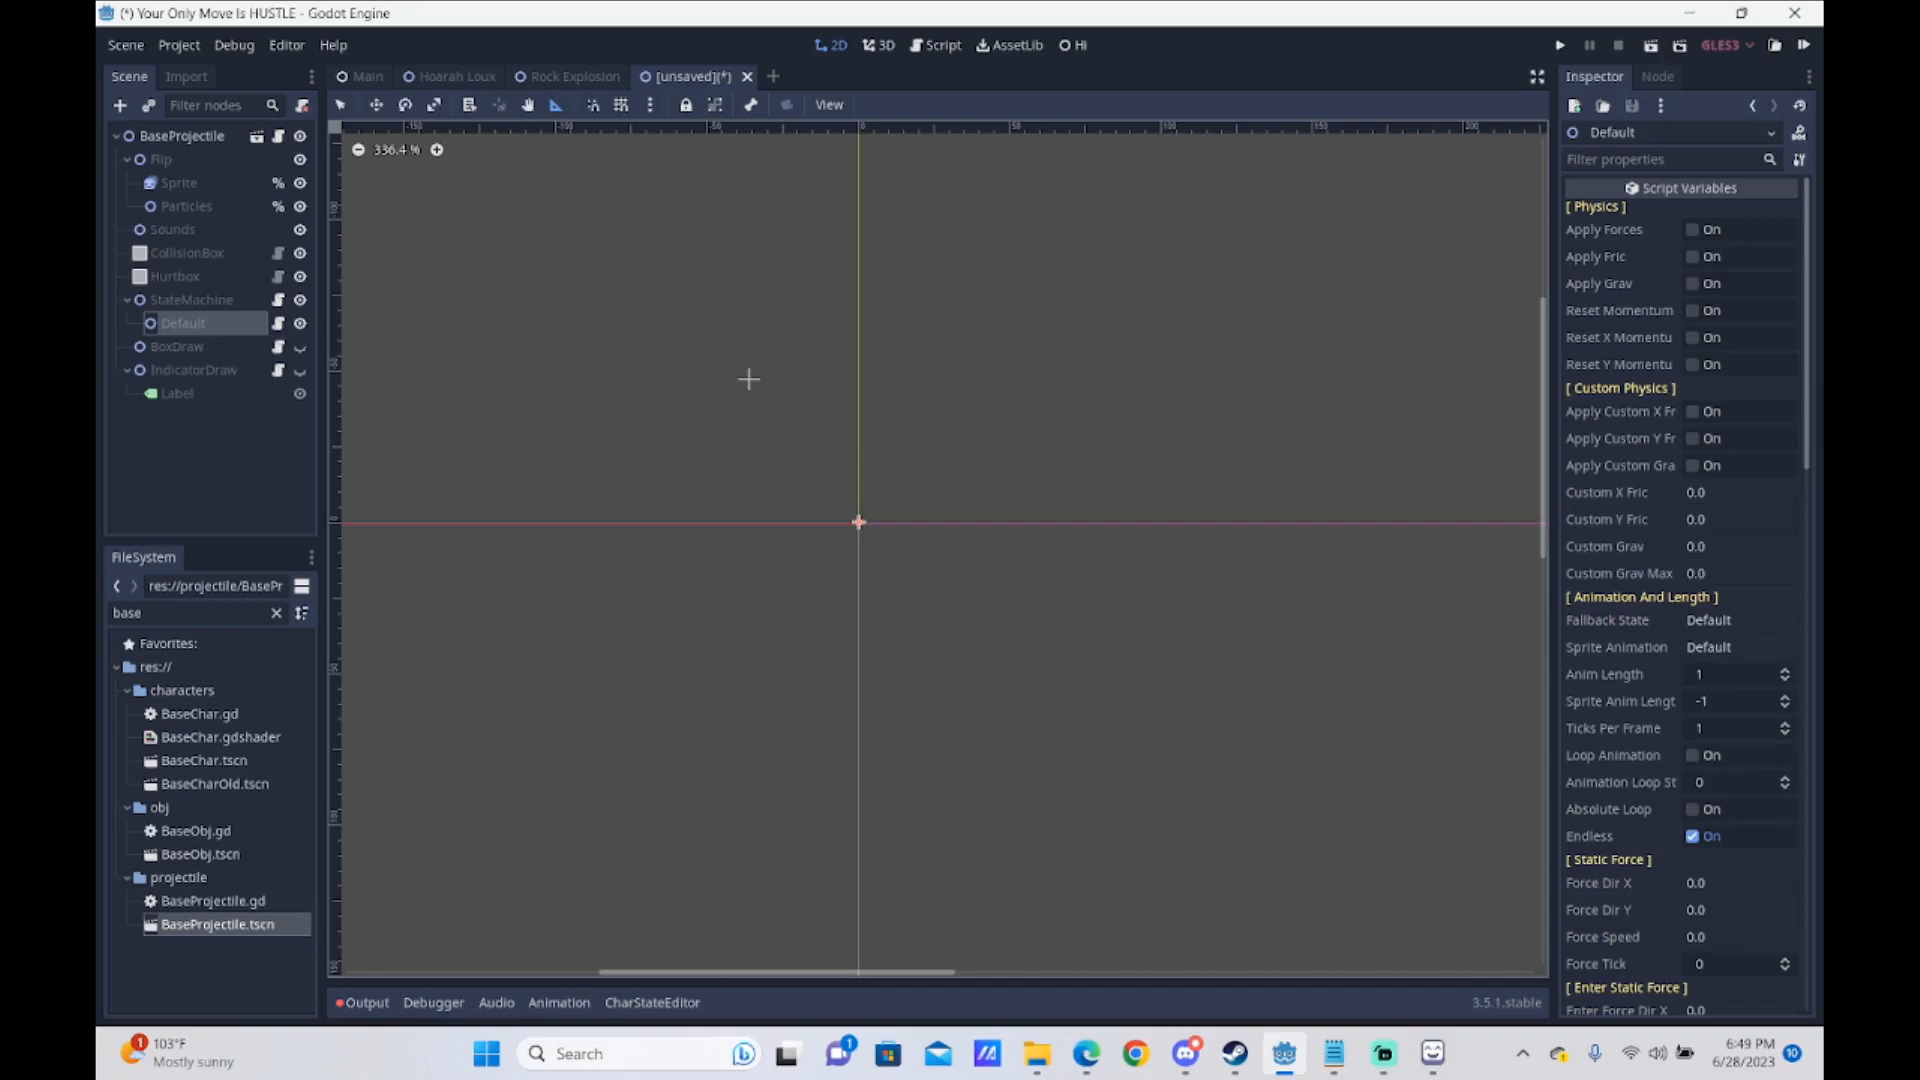 (*) Your Only Move Is HUSTLE - Godot Engine
Scene Project Debug Editor Help
2D 3D Script AssetLib Hi
GLES3
Scene Import
Main Hoarah Loux Rock Explosion [unsaved](*)
Inspector Node
Filter nodes
View
Default
Filter properties
336.4 %
BaseProjectile
Flip
Sprite
Particles
Sounds
CollisionBox
Hurtbox
StateMachine
Default
BoxDraw
IndicatorDraw
Label
FileSystem
res://projectile/BasePr
base
Favorites:
res://
characters
BaseChar.gd
BaseChar.gdshader
BaseChar.tscn
BaseCharOld.tscn
obj
BaseObj.gd
BaseObj.tscn
projectile
BaseProjectile.gd
BaseProjectile.tscn
Script Variables
[ Physics ]
Apply Forces On
Apply Fric On
Apply Grav On
Reset Momentum On
Reset X Momentu On
Reset Y Momentu On
[ Custom Physics ]
Apply Custom X Fr On
Apply Custom Y Fr On
Apply Custom Gra On
Custom X Fric 0.0
Custom Y Fric 0.0
Custom Grav 0.0
Custom Grav Max 0.0
[ Animation And Length ]
Fallback State Default
Sprite Animation Default
Anim Length 1
Sprite Anim Lengt -1
Ticks Per Frame 1
Loop Animation On
Animation Loop St 0
Absolute Loop On
Endless On
[ Static Force ]
Force Dir X 0.0
Force Dir Y 0.0
Force Speed 0.0
Force Tick 0
[ Enter Static Force ]
Enter Force Dir X 0.0
Output Debugger Audio Animation CharStateEditor
3.5.1.stable
1
103°F
Mostly sunny
Search
1
6:49 PM
6/28/2023
10